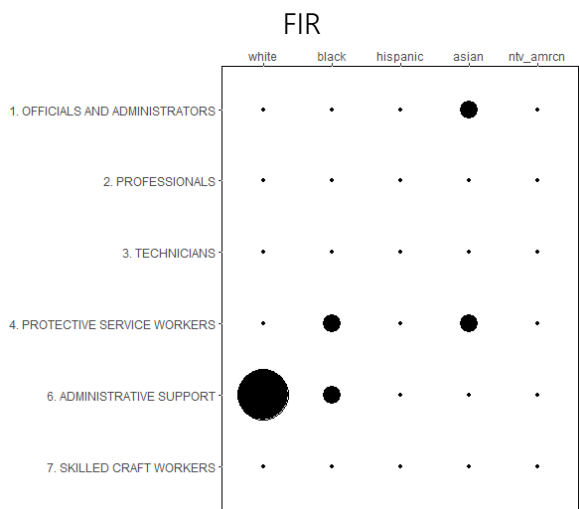 FIR
white black hispanic asian ntv_amrcn
1. OFFICIALS AND ADMINISTRATORS
2. PROFESSIONALS
3. TECHNICIANS
4. PROTECTIVE SERVICE WORKERS
6. ADMINISTRATIVE SUPPORT
7. SKILLED CRAFT WORKERS